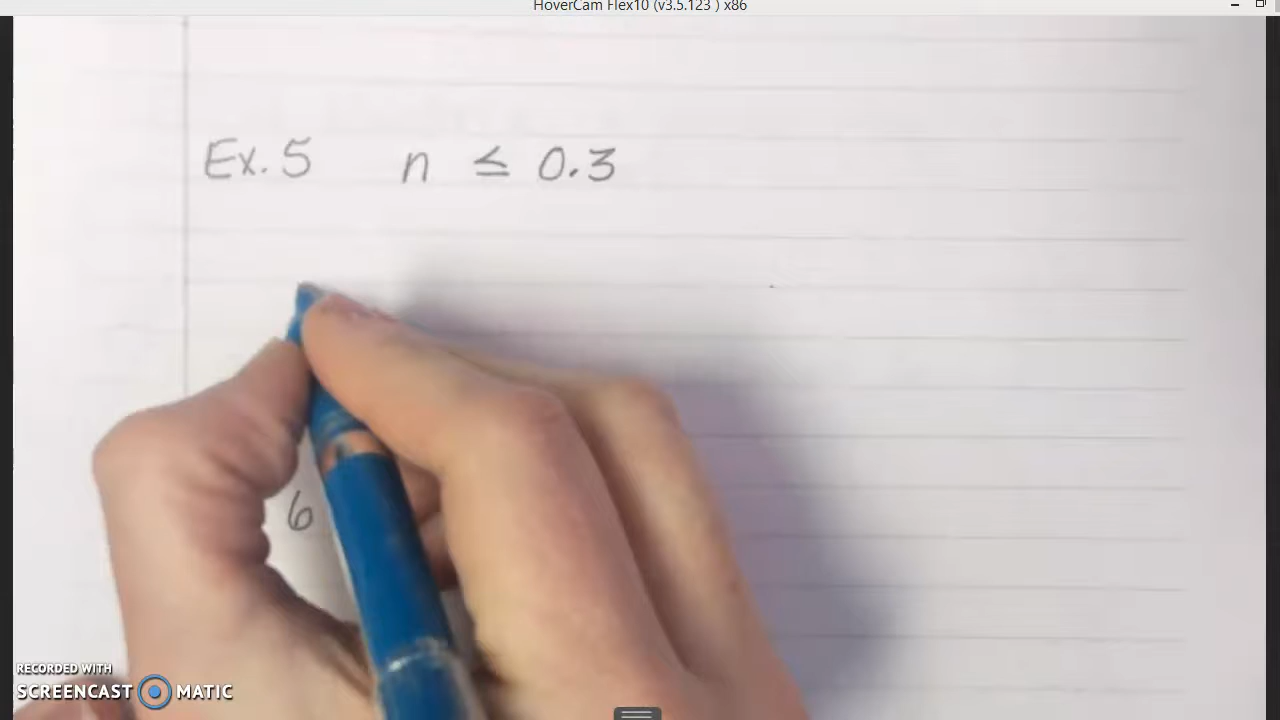 HoverCam Flex10 (v3.5.123 ) x86
Ex. 5 n ≤ 0.3
6
RECORDED WITH
SCREENCAST MATIC